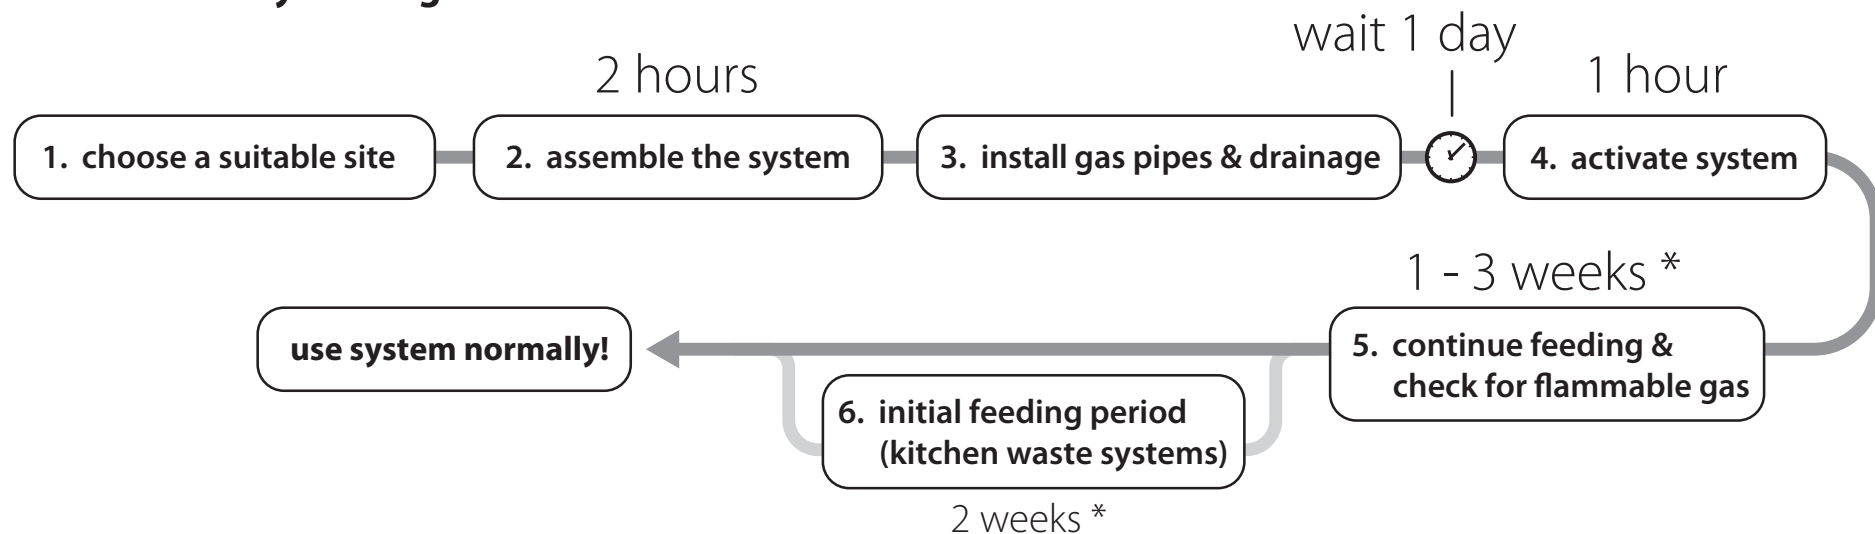 wait 1 day
2 hours
1 hour
1. choose a suitable site
2. assemble the system
3. install gas pipes & drainage
4. activate system
1 - 3 weeks *
use system normally!
5. continue feeding &
check for flammable gas
6. initial feeding period
(kitchen waste systems)
2 weeks *